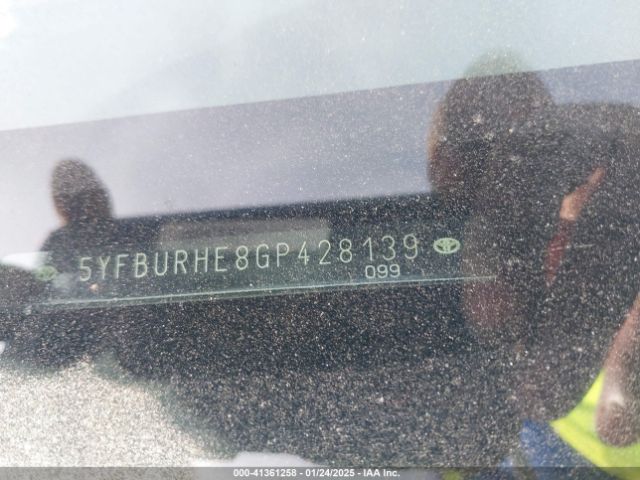 5YFBURHE8GP428139
099
000-41361258 - 01/24/2025 - IAA Inc.